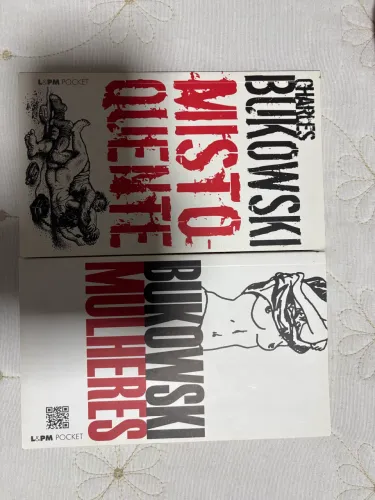 CHARLES
BUKOWSKI
MISTO-
QUENTE
L&PM POCKET
BUKOWSKI
MULHERES
L&PM POCKET